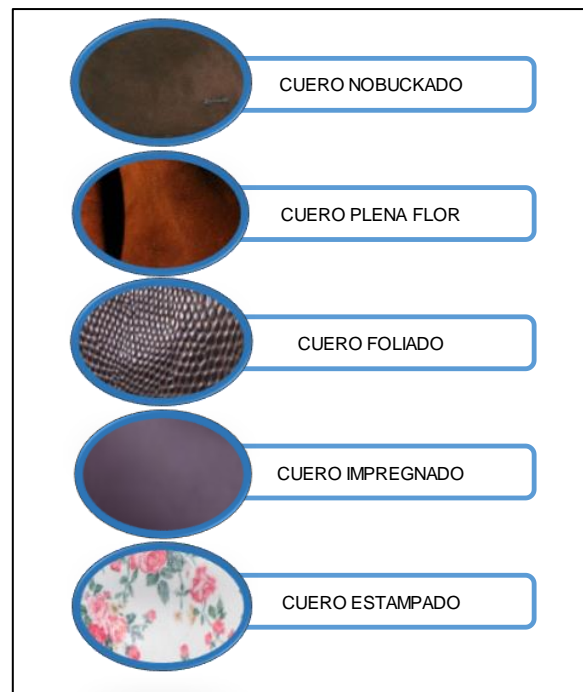 CUERO NOBUCKADO
CUERO PLENA FLOR
CUERO FOLIADO
CUERO IMPREGNADO
CUERO ESTAMPADO